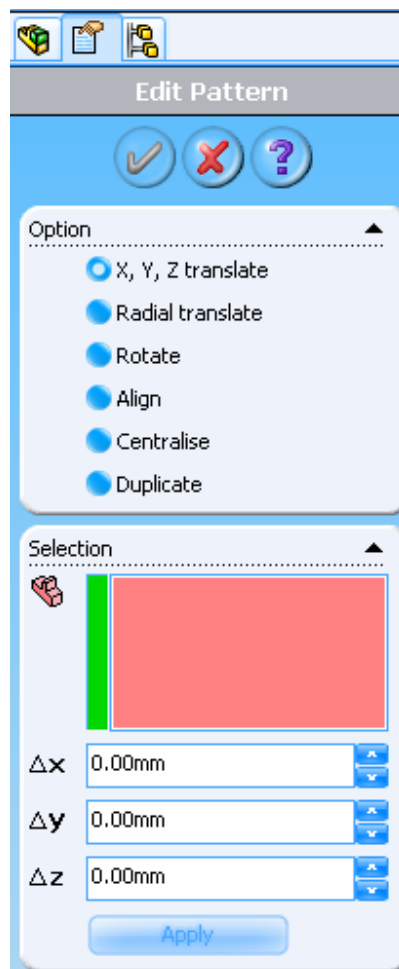 Edit Pattern
?
Option
X, Y, Z translate
Radial translate
Rotate
Align
Centralise
Duplicate
Selection
Δx 0.00mm
Δy 0.00mm
Δz 0.00mm
Apply